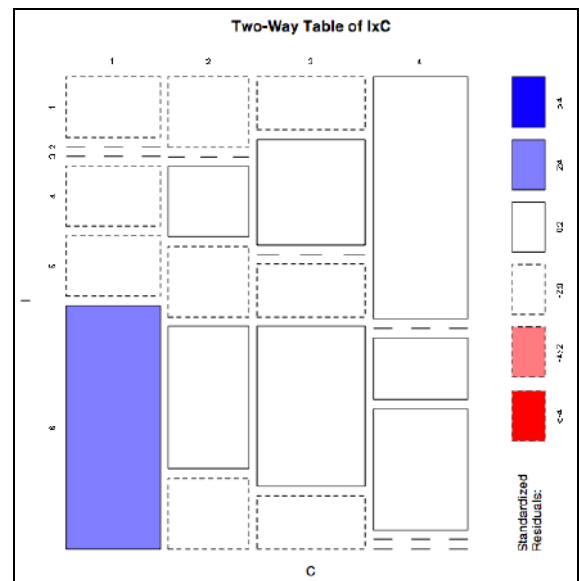 Two-Way Table of IxC
1 2 3 4
1
2
3
4
5
6
I
C
>4
2:4
0:2
-2:0
-4:-2
<-4
Standardized
Residuals: